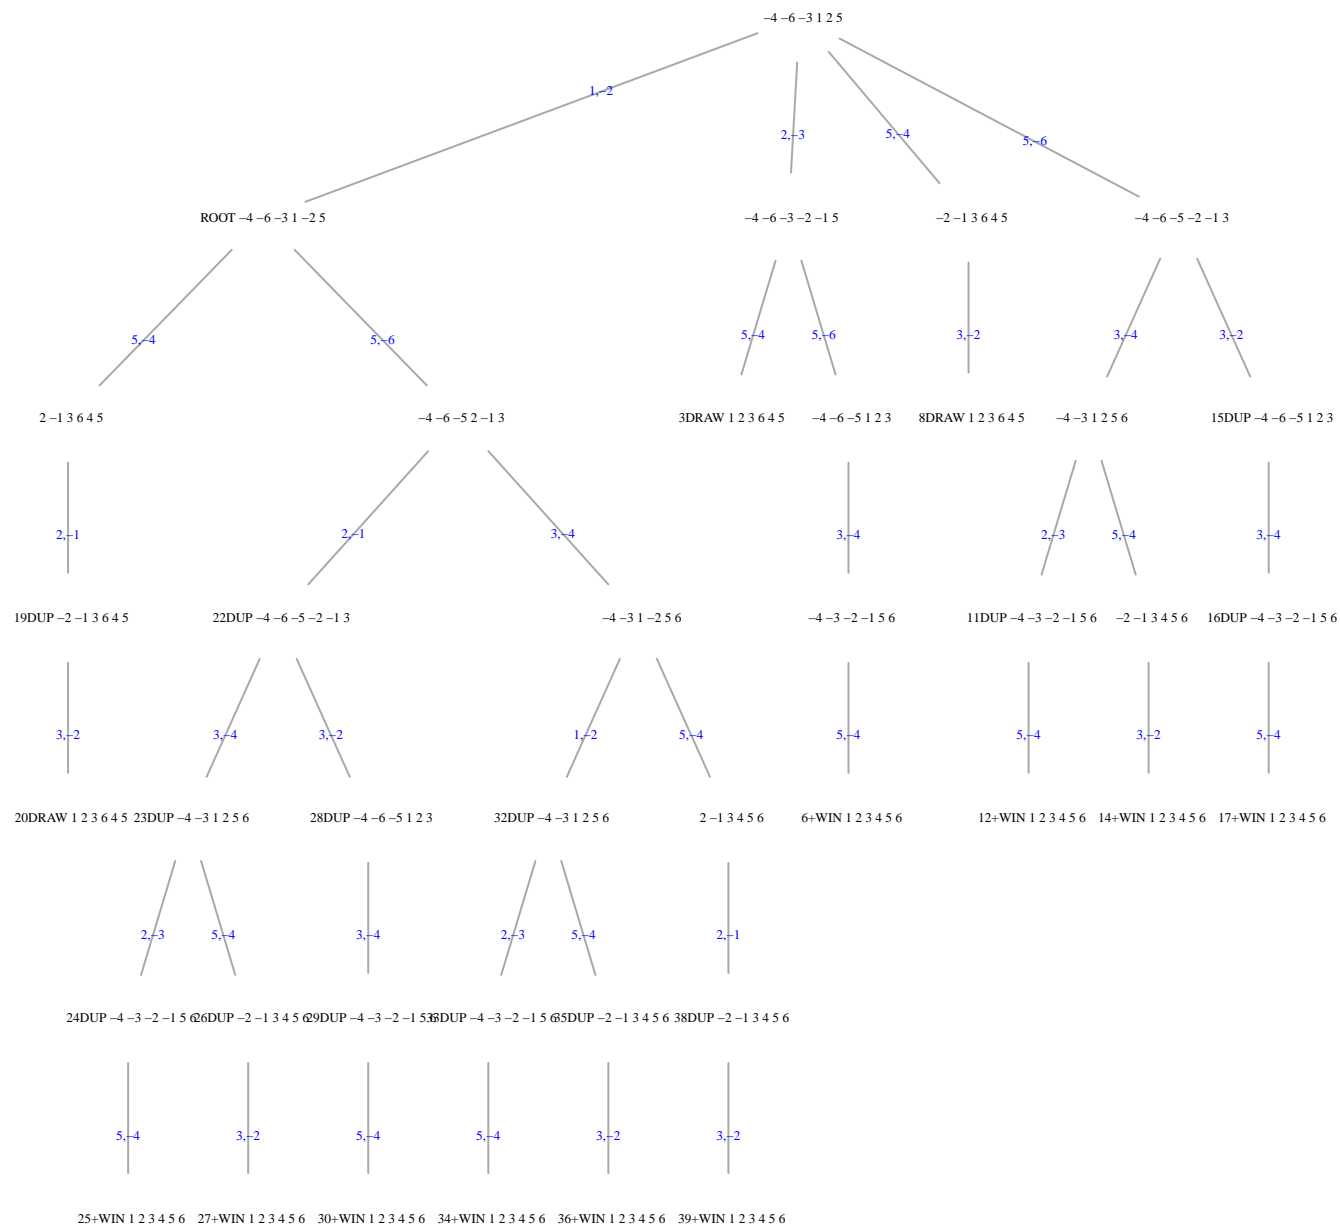 −4 −6 −3 1 2 5
1,−2
2,−3
5,−4
5,−6
ROOT −4 −6 −3 1 −2 5
−4 −6 −3 −2 −1 5
−2 −1 3 6 4 5
−4 −6 −5 −2 −1 3
5,−4
5,−6
5,−4
5,−6
3,−2
3,−4
3,−2
2 −1 3 6 4 5
−4 −6 −5 2 −1 3
3DRAW 1 2 3 6 4 5
−4 −6 −5 1 2 3
8DRAW 1 2 3 6 4 5
−4 −3 1 2 5 6
15DUP −4 −6 −5 1 2 3
2,−1
2,−1
3,−4
3,−4
2,−3
5,−4
3,−4
19DUP −2 −1 3 6 4 5
22DUP −4 −6 −5 −2 −1 3
−4 −3 1 −2 5 6
−4 −3 −2 −1 5 6
11DUP −4 −3 −2 −1 5 6
−2 −1 3 4 5 6
16DUP −4 −3 −2 −1 5 6
3,−2
3,−4
3,−2
1,−2
5,−4
5,−4
5,−4
3,−2
5,−4
20DRAW 1 2 3 6 4 5
23DUP −4 −3 1 2 5 6
28DUP −4 −6 −5 1 2 3
32DUP −4 −3 1 2 5 6
2 −1 3 4 5 6
6+WIN 1 2 3 4 5 6
12+WIN 1 2 3 4 5 6
14+WIN 1 2 3 4 5 6
17+WIN 1 2 3 4 5 6
2,−3
5,−4
3,−4
2,−3
5,−4
2,−1
24DUP −4 −3 −2 −1 5 6
26DUP −2 −1 3 4 5 6
29DUP −4 −3 −2 −1 5 6
33DUP −4 −3 −2 −1 5 6
35DUP −2 −1 3 4 5 6
38DUP −2 −1 3 4 5 6
5,−4
3,−2
5,−4
5,−4
3,−2
3,−2
25+WIN 1 2 3 4 5 6
27+WIN 1 2 3 4 5 6
30+WIN 1 2 3 4 5 6
34+WIN 1 2 3 4 5 6
36+WIN 1 2 3 4 5 6
39+WIN 1 2 3 4 5 6